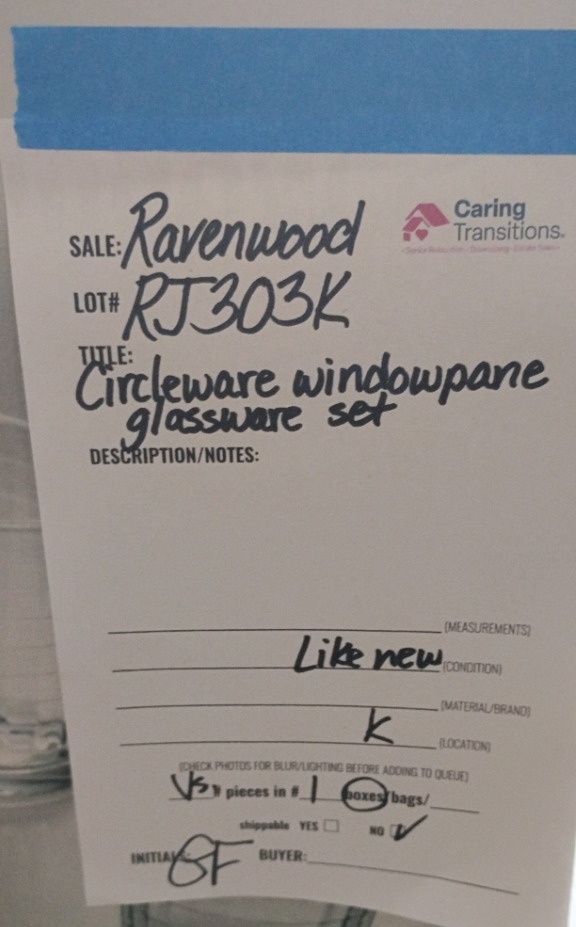 Caring
Transitions.
SALE: Ravenwood
LOT# RJ303K
TITLE:
Circleware windowpane
glassware set
DESCRIPTION/NOTES:
(MEASUREMENTS)
Like new (CONDITION)
(MATERIAL/BRAND)
K (LOCATION)
(CHECK PHOTOS FOR BLUR/LIGHTING BEFORE ADDING TO QUEUE)
pieces in # 1 boxes/bags/
shippable YES NO
INITIALS: BUYER: